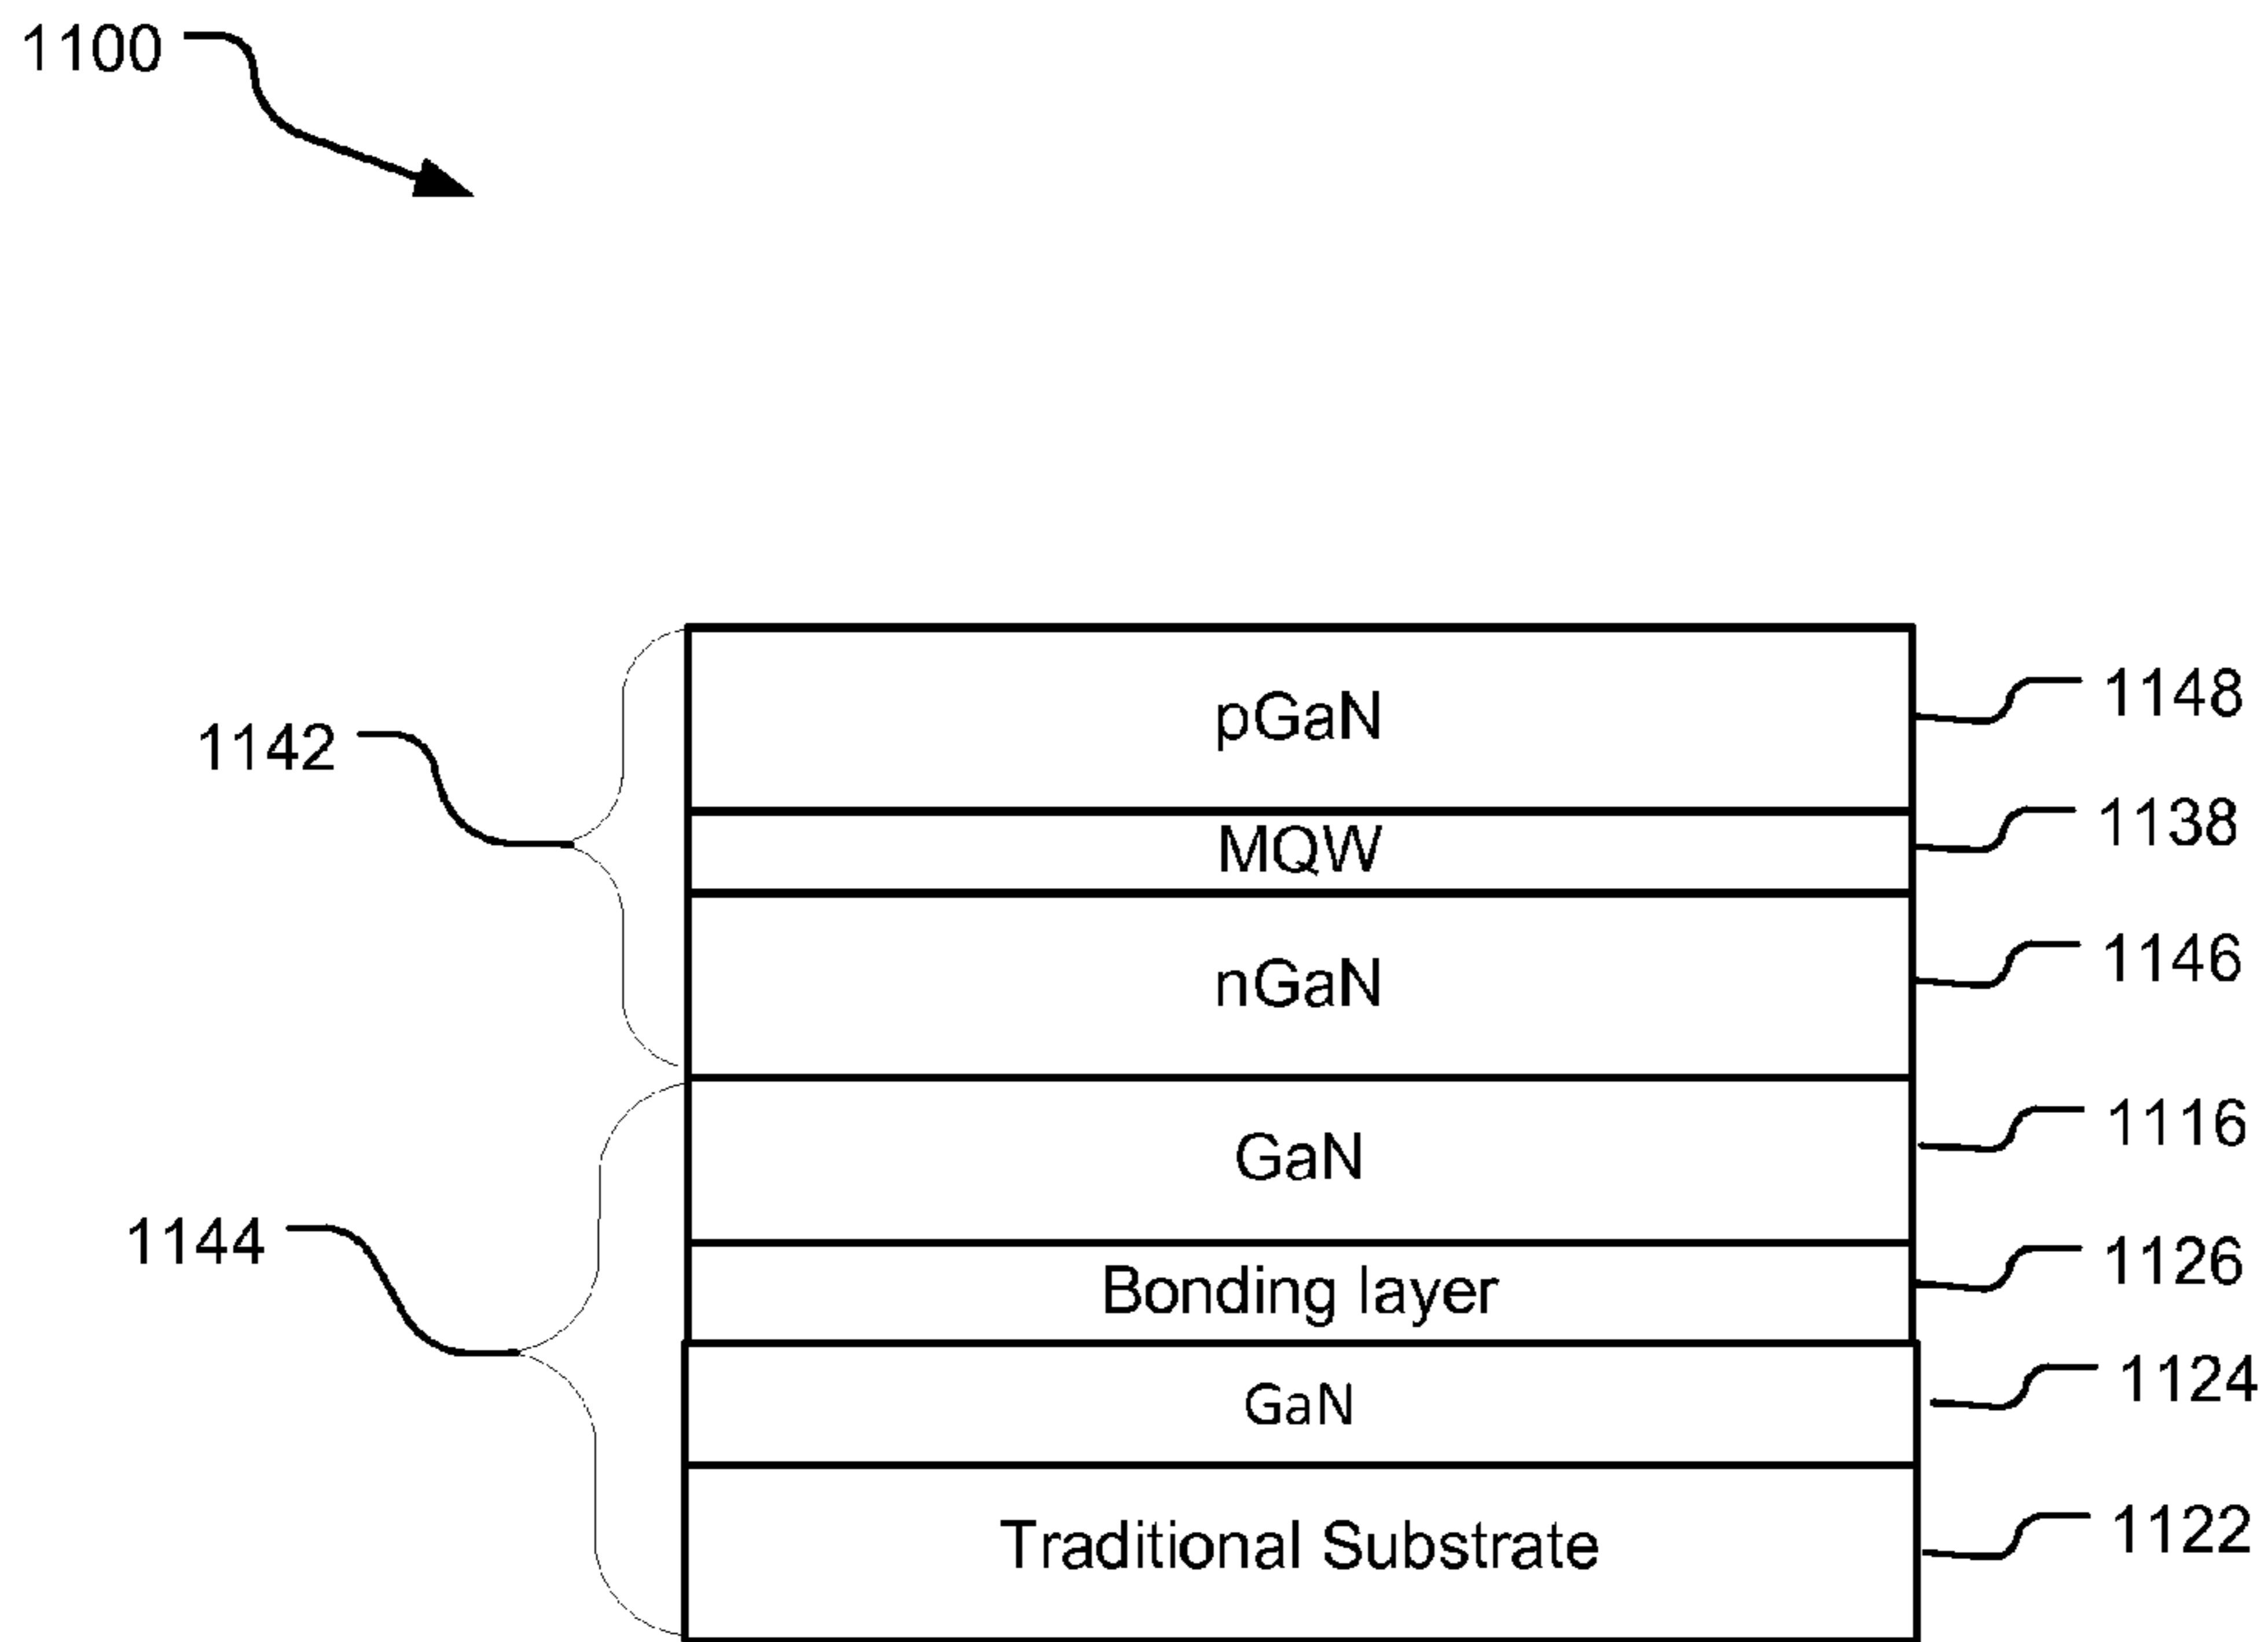 1100
pGaN
1148
1142
MQW
1138
nGaN
1146
GaN
1116
1144
Bonding layer
1126
GaN
1124
Traditional Substrate
1122